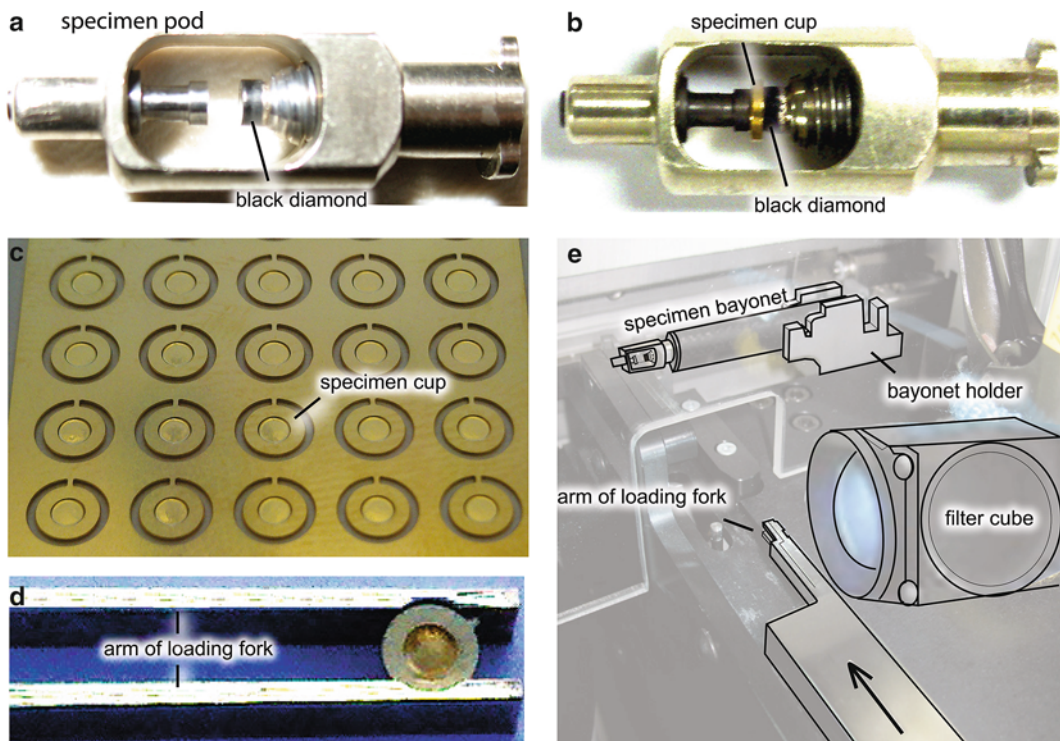 a
specimen pod
black diamond
b
specimen cup
black diamond
c
specimen cup
d
arm of loading fork
e
specimen bayonet
bayonet holder
arm of loading fork
filter cube